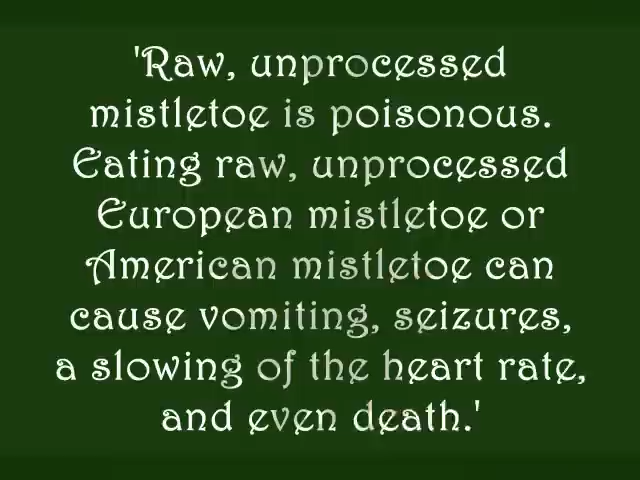 'Raw, unprocessed
mistletoe is poisonous.
Eating raw, unprocessed
European mistletoe or
American mistletoe can
cause vomiting, seizures,
a slowing of the heart rate,
and even death.'